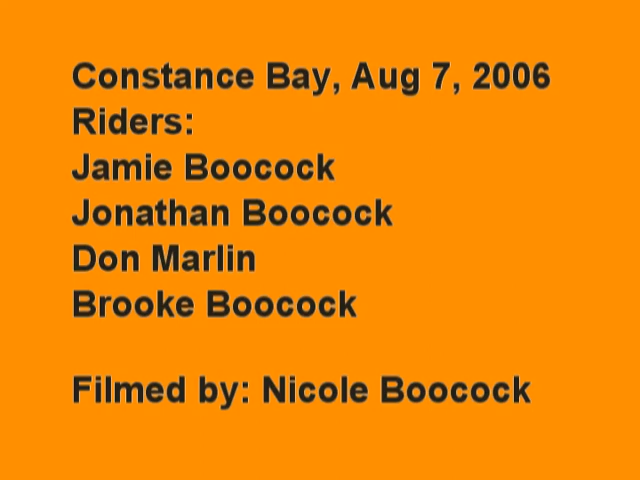 Constance Bay, Aug 7, 2006
Riders:
Jamie Boocock
Jonathan Boocock
Don Marlin
Brooke Boocock
Filmed by: Nicole Boocock